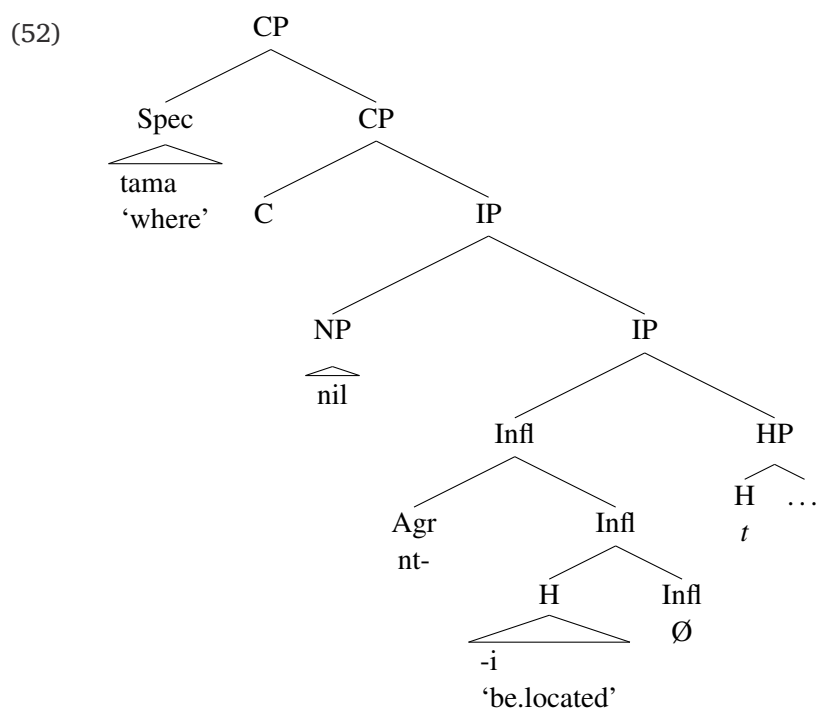 (52)
CP
Spec CP
tama
‘where’
C IP
NP IP
nil
Infl HP
Agr Infl H ...
nt- t
H Infl
-i Ø
‘be.located’